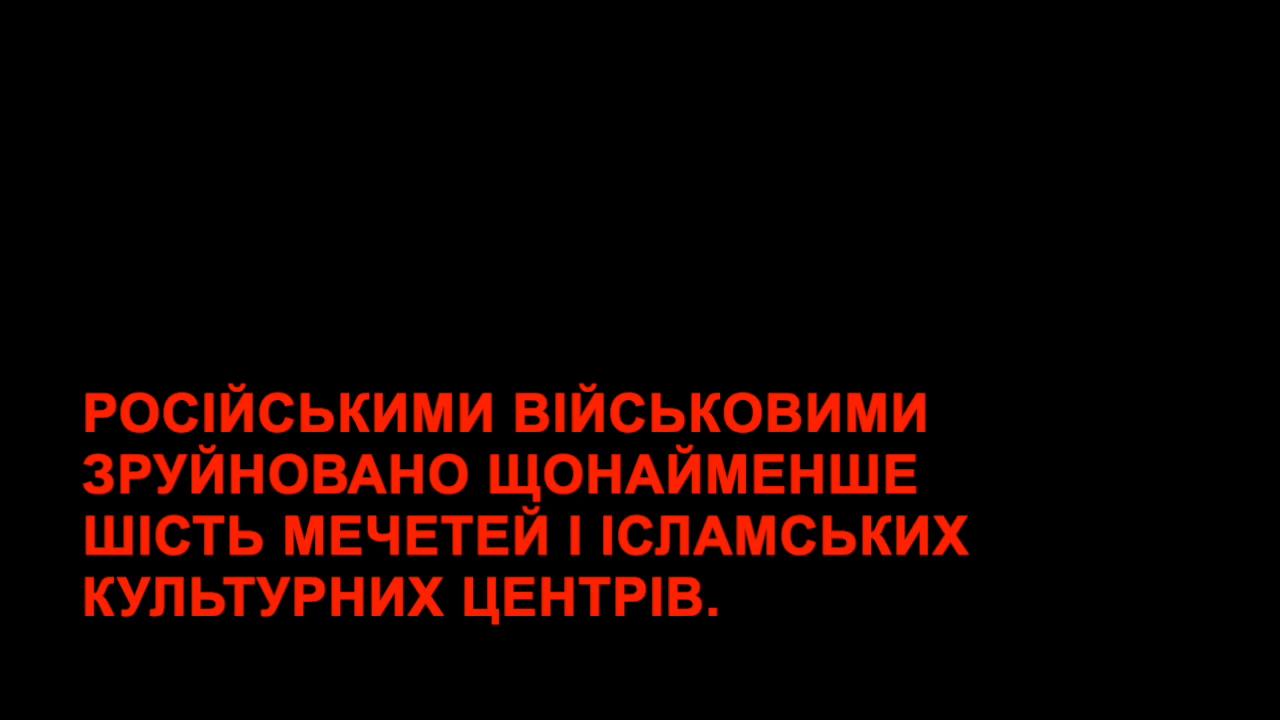 РОСІЙСЬКИМИ ВІЙСЬКОВИМИ
ЗРУЙНОВАНО ЩОНАЙМЕНШЕ
ШІСТЬ МЕЧЕТЕЙ І ІСЛАМСЬКИХ
КУЛЬТУРНИХ ЦЕНТРІВ.